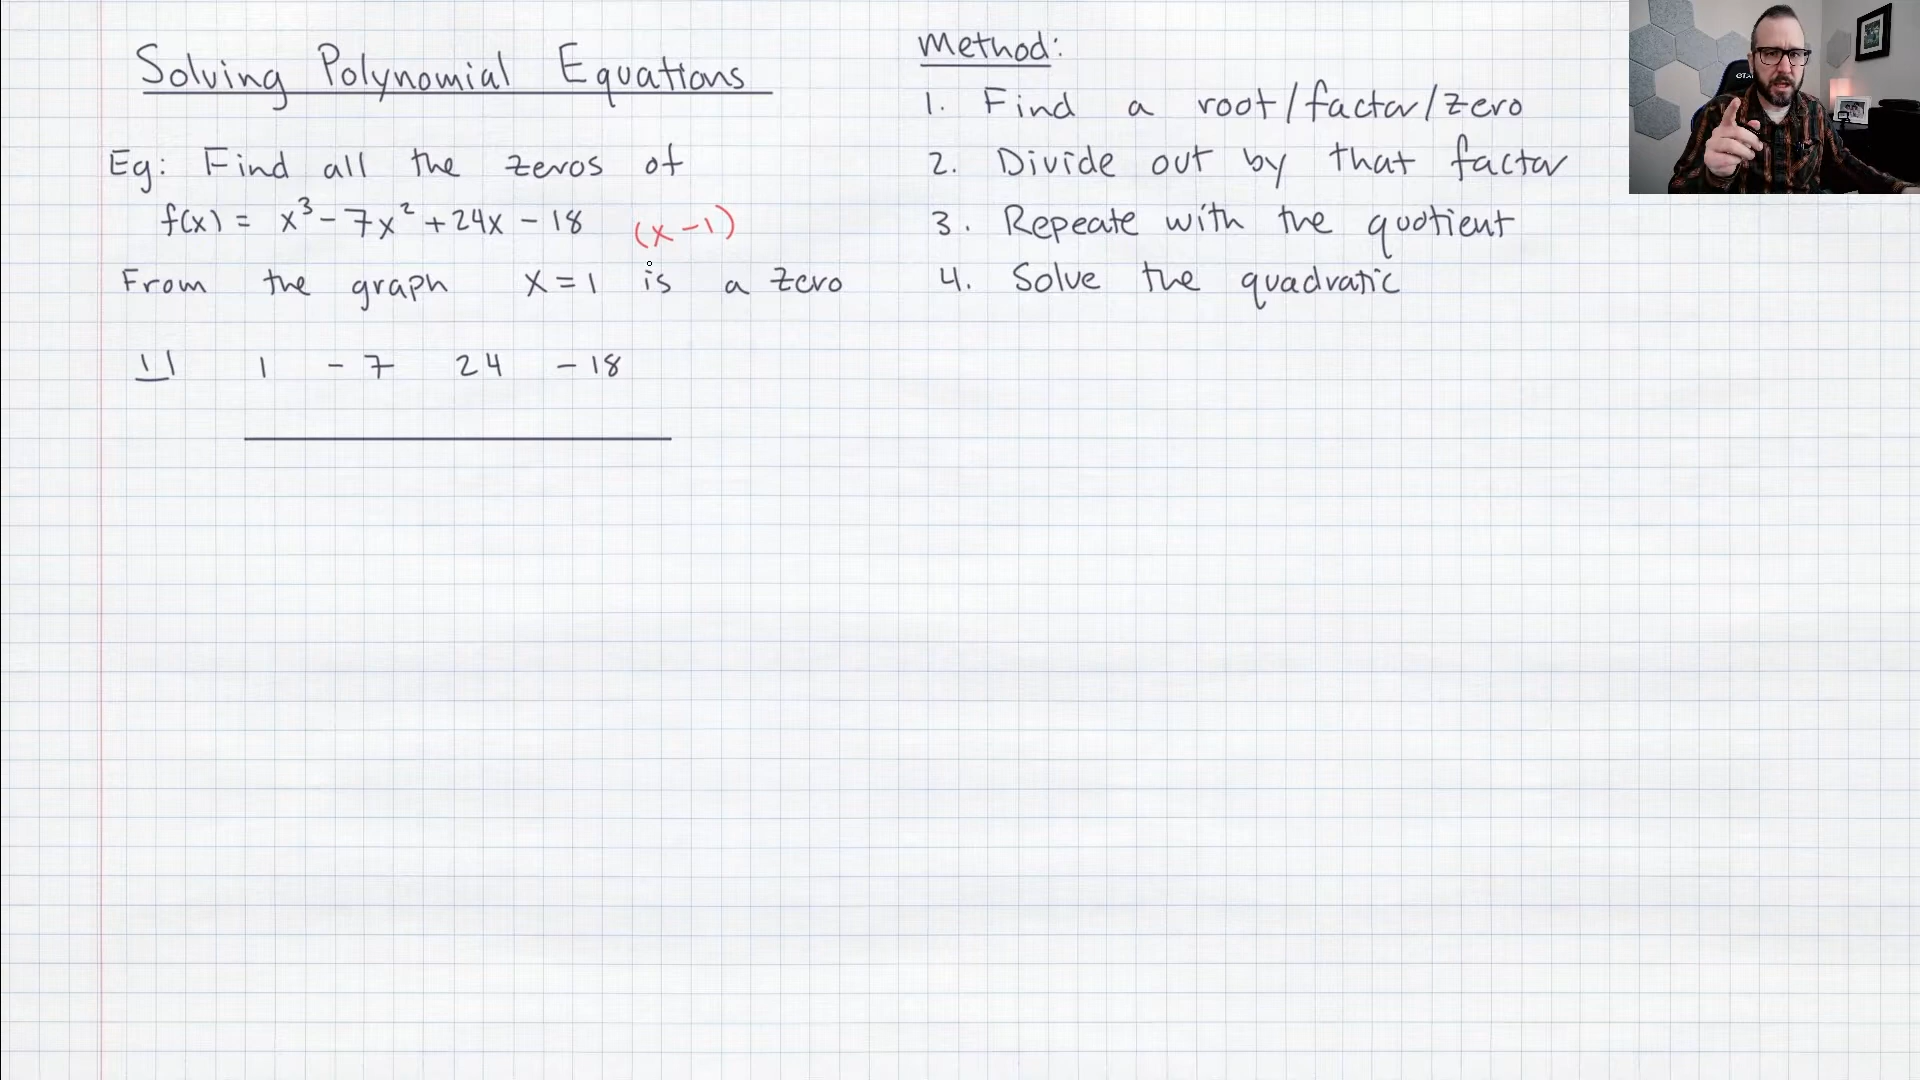 Solving Polynomial Equations
Eg: Find all the zeros of
f(x) = x³ - 7x² + 24x - 18 (x - 1)
From the graph x = 1 is a zero
1| 1 - 7 24 - 18
Method:
1. Find a root/factor/zero
2. Divide out by that factor
3. Repeat with the quotient
4. Solve the quadratic